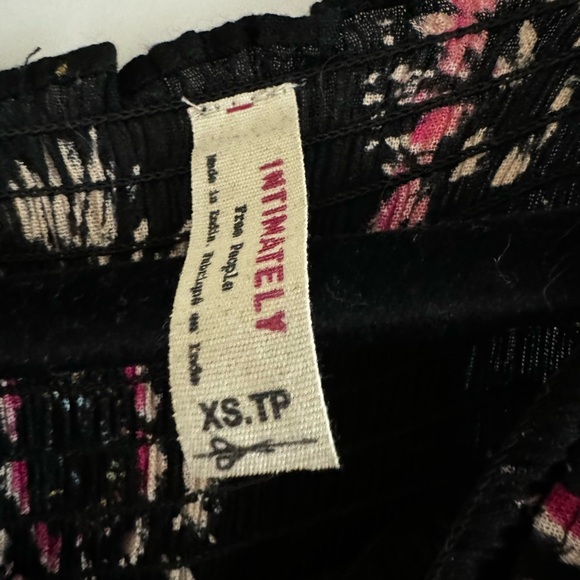 INTIMATELY
Free People
Made in India. Fabriqué en Inde
XS.TP